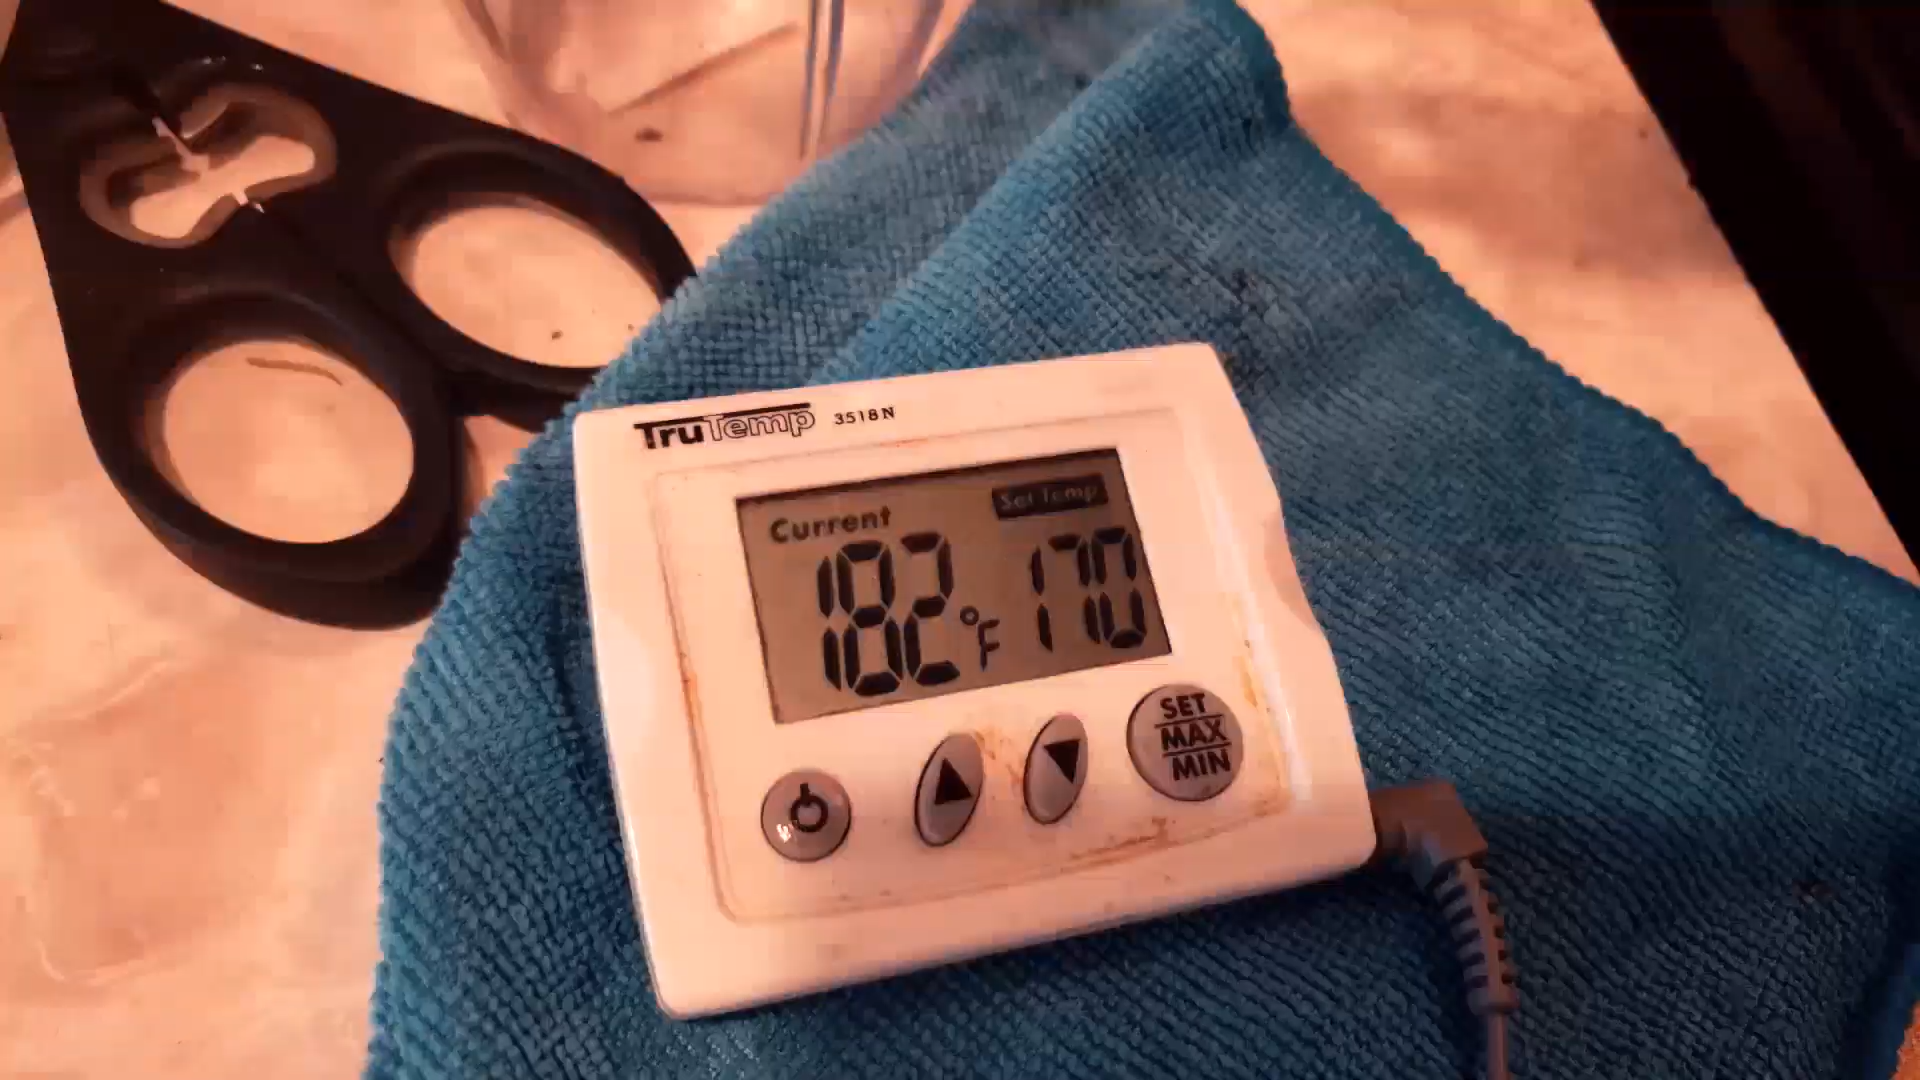 TruTemp 3518N
Current Set Temp
182°F 170
SET
MAX
MIN